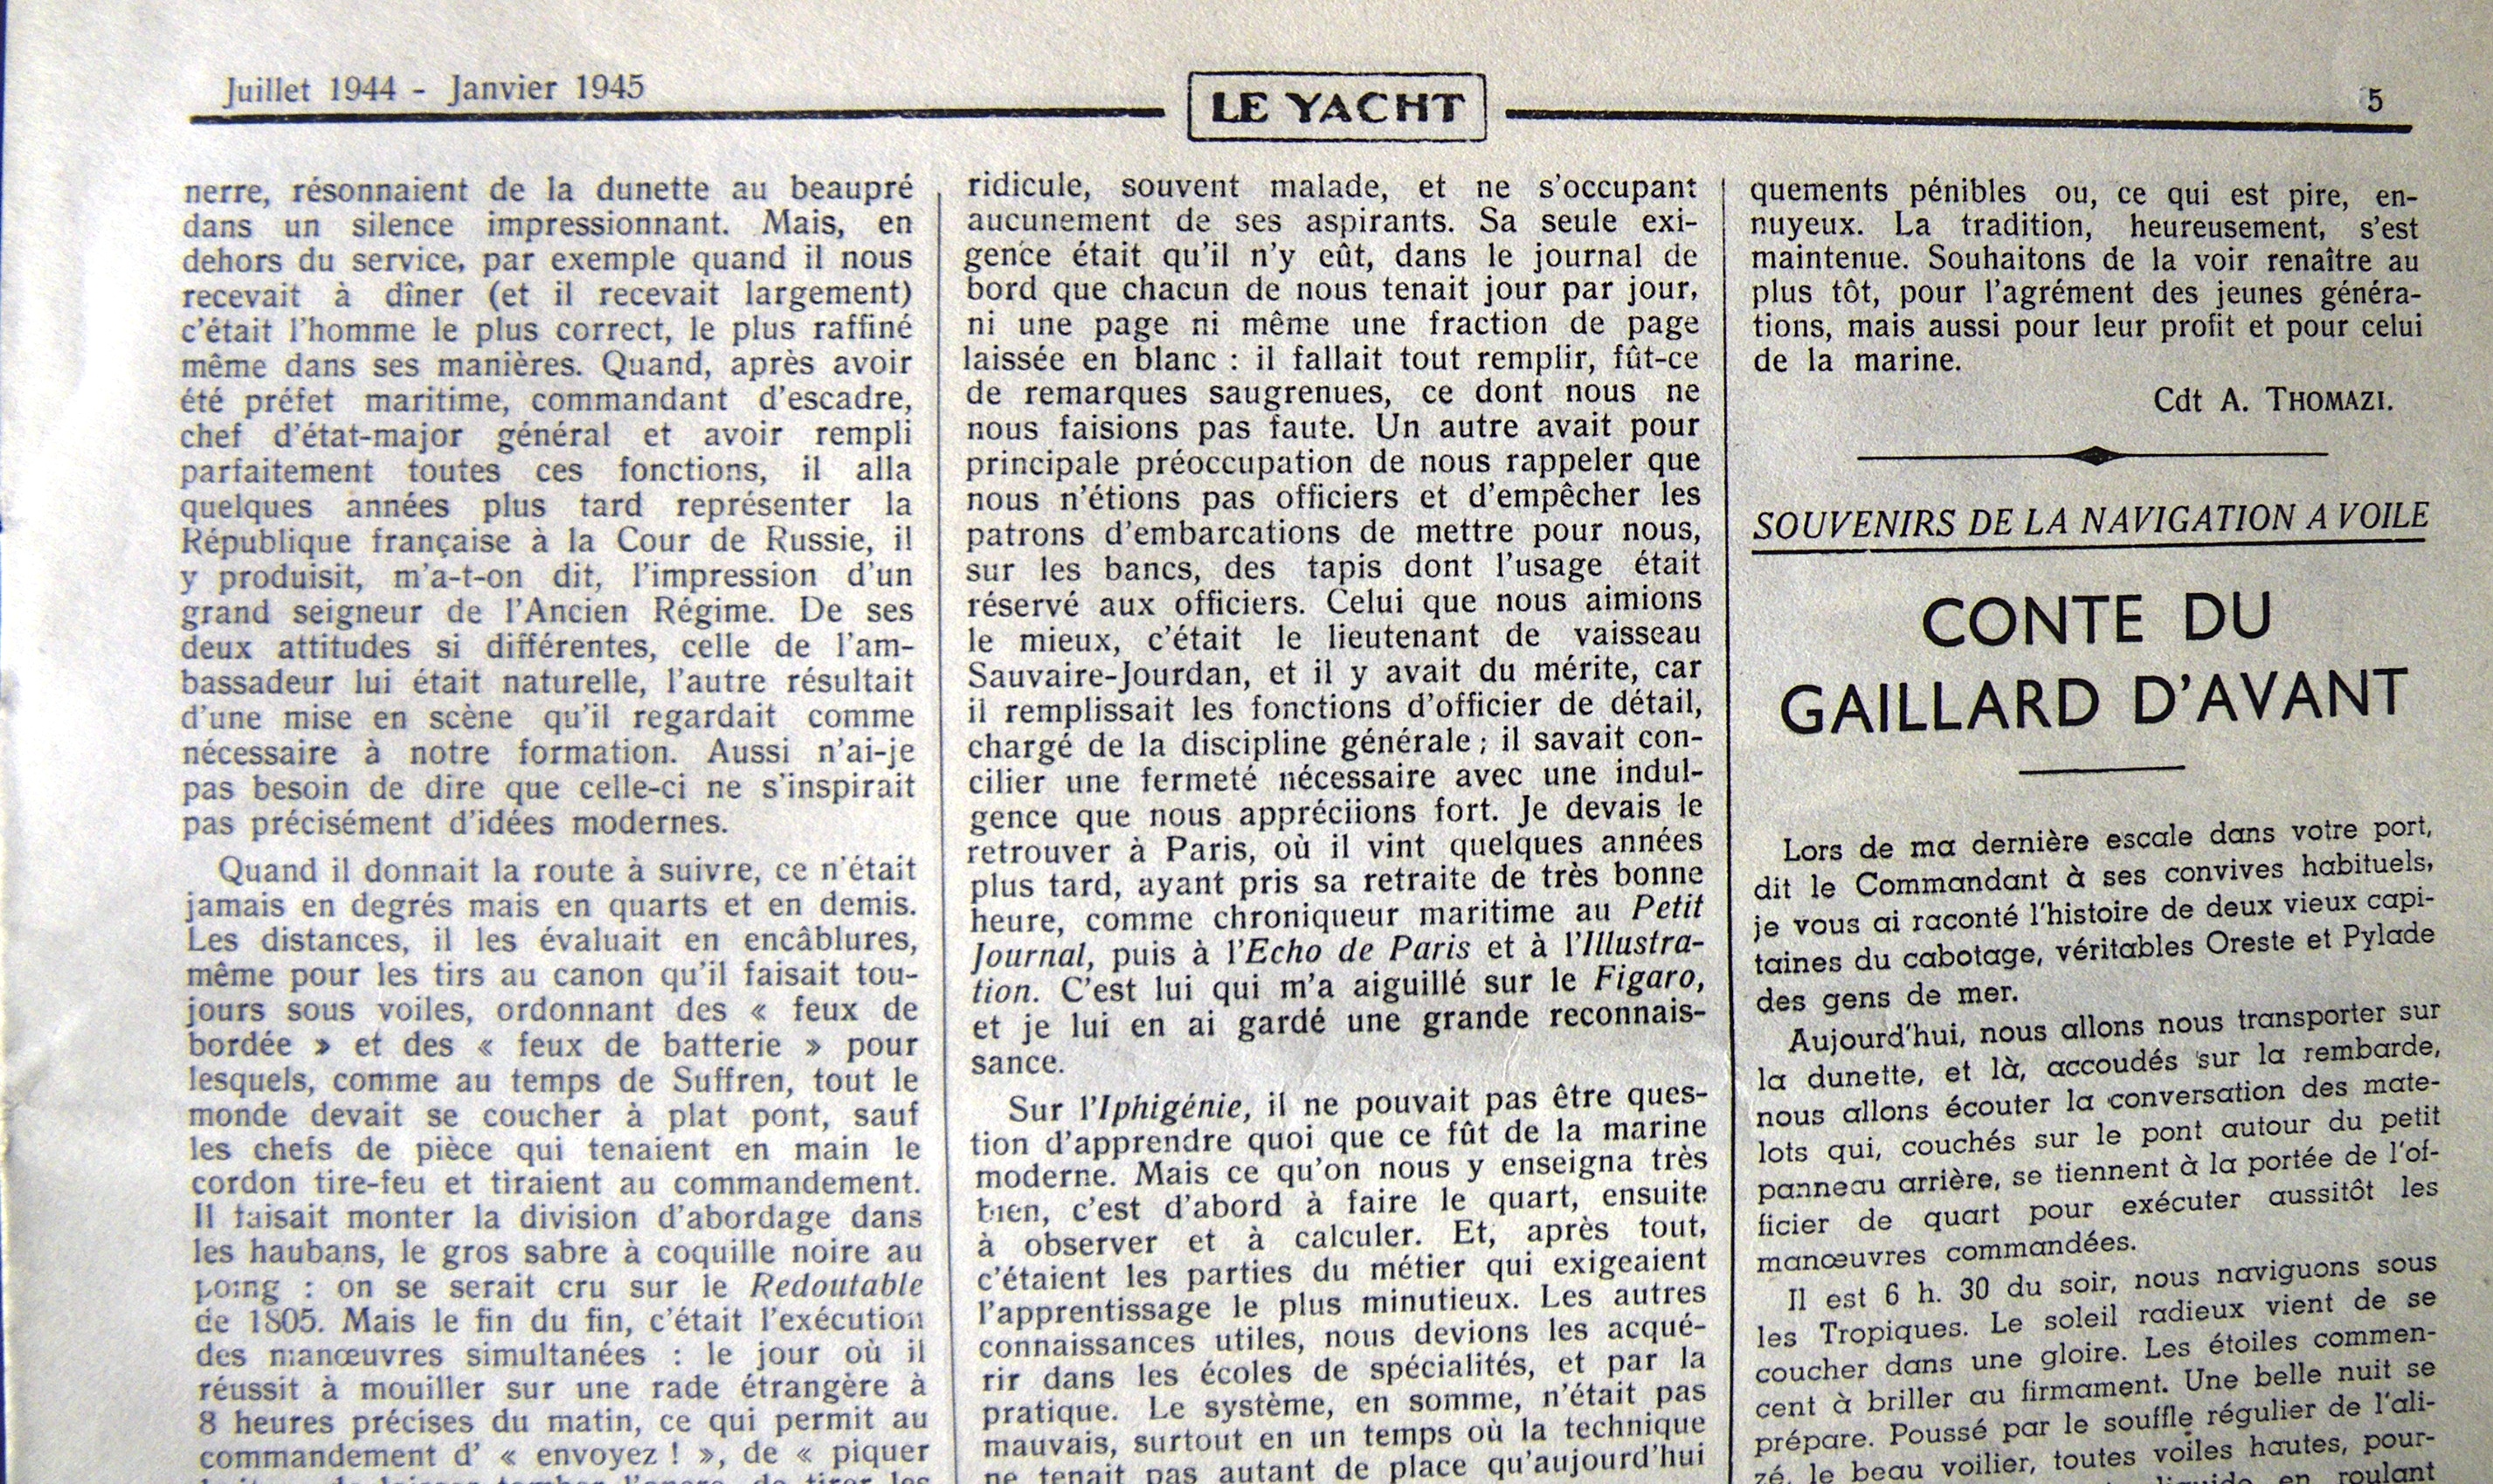 Juillet 1944 - Janvier 1945
LE YACHT
5
nerre, résonnaient de la dunette au beaupré
dans un silence impressionnant. Mais, en
dehors du service, par exemple quand il nous
recevait à dîner (et il recevait largement)
c'était l'homme le plus correct, le plus raffiné
même dans ses manières. Quand, après avoir
été préfet maritime, commandant d'escadre,
chef d'état-major général et avoir rempli
parfaitement toutes ces fonctions, il alla
quelques années plus tard représenter la
République française à la Cour de Russie, il
y produisit, m'a-t-on dit, l'impression d'un
grand seigneur de l'Ancien Régime. De ses
deux attitudes si différentes, celle de l'am-
bassadeur lui était naturelle, l'autre résultait
d'une mise en scène qu'il regardait comme
nécessaire à notre formation. Aussi n'ai-je
pas besoin de dire que celle-ci ne s'inspirait
pas précisément d'idées modernes.
Quand il donnait la route à suivre, ce n'était
jamais en degrés mais en quarts et en demis.
Les distances, il les évaluait en encâblures,
même pour les tirs au canon qu'il faisait tou-
jours sous voiles, ordonnant des « feux de
bordée » et des « feux de batterie » pour
lesquels, comme au temps de Suffren, tout le
monde devait se coucher à plat pont, sauf
les chefs de pièce qui tenaient en main le
cordon tire-feu et tiraient au commandement.
Il faisait monter la division d'abordage dans
les haubans, le gros sabre à coquille noire au
poing : on se serait cru sur le Redoutable
de 1805. Mais le fin du fin, c'était l'exécution
des manœuvres simultanées : le jour où il
réussit à mouiller sur une rade étrangère à
8 heures précises du matin, ce qui permit au
commandement d' « envoyez ! », de « piquer
ridicule, souvent malade, et ne s'occupant
aucunement de ses aspirants. Sa seule exi-
gence était qu'il n'y eût, dans le journal de
bord que chacun de nous tenait jour par jour,
ni une page ni même une fraction de page
laissée en blanc : il fallait tout remplir, fût-ce
de remarques saugrenues, ce dont nous ne
nous faisions pas faute. Un autre avait pour
principale préoccupation de nous rappeler que
nous n'étions pas officiers et d'empêcher les
patrons d'embarcations de mettre pour nous,
sur les bancs, des tapis dont l'usage était
réservé aux officiers. Celui que nous aimions
le mieux, c'était le lieutenant de vaisseau
Sauvaire-Jourdan, et il y avait du mérite, car
il remplissait les fonctions d'officier de détail,
chargé de la discipline générale ; il savait con-
cilier une fermeté nécessaire avec une indul-
gence que nous appréciions fort. Je devais le
retrouver à Paris, où il vint quelques années
plus tard, ayant pris sa retraite de très bonne
heure, comme chroniqueur maritime au Petit
Journal, puis à l'Echo de Paris et à l'Illustra-
tion. C'est lui qui m'a aiguillé sur le Figaro,
et je lui en ai gardé une grande reconnais-
sance.
Sur l'Iphigénie, il ne pouvait pas être ques-
tion d'apprendre quoi que ce fût de la marine
moderne. Mais ce qu'on nous y enseigna très
bien, c'est d'abord à faire le quart, ensuite
à observer et à calculer. Et, après tout,
c'étaient les parties du métier qui exigeaient
l'apprentissage le plus minutieux. Les autres
connaissances utiles, nous devions les acqué-
rir dans les écoles de spécialités, et par la
pratique. Le système, en somme, n'était pas
mauvais, surtout en un temps où la technique
ne tenait pas autant de place qu'aujourd'hui
quements pénibles ou, ce qui est pire, en-
nuyeux. La tradition, heureusement, s'est
maintenue. Souhaitons de la voir renaître au
plus tôt, pour l'agrément des jeunes généra-
tions, mais aussi pour leur profit et pour celui
de la marine.
Cdt A. THOMAZI.
SOUVENIRS DE LA NAVIGATION A VOILE
CONTE DU
GAILLARD D'AVANT
Lors de ma dernière escale dans votre port,
dit le Commandant à ses convives habituels,
je vous ai raconté l'histoire de deux vieux capi-
taines du cabotage, véritables Oreste et Pylade
des gens de mer.
Aujourd'hui, nous allons nous transporter sur
la dunette, et là, accoudés sur la rembarde,
nous allons écouter la conversation des mate-
lots qui, couchés sur le pont autour du petit
panneau arrière, se tiennent à la portée de l'of-
ficier de quart pour exécuter aussitôt les
manœuvres commandées.
Il est 6 h. 30 du soir, nous naviguons sous
les Tropiques. Le soleil radieux vient de se
coucher dans une gloire. Les étoiles commen-
cent à briller au firmament. Une belle nuit se
prépare. Poussé par le souffle régulier de l'ali-
zé, le beau voilier, toutes voiles hautes, pour-
en roulant